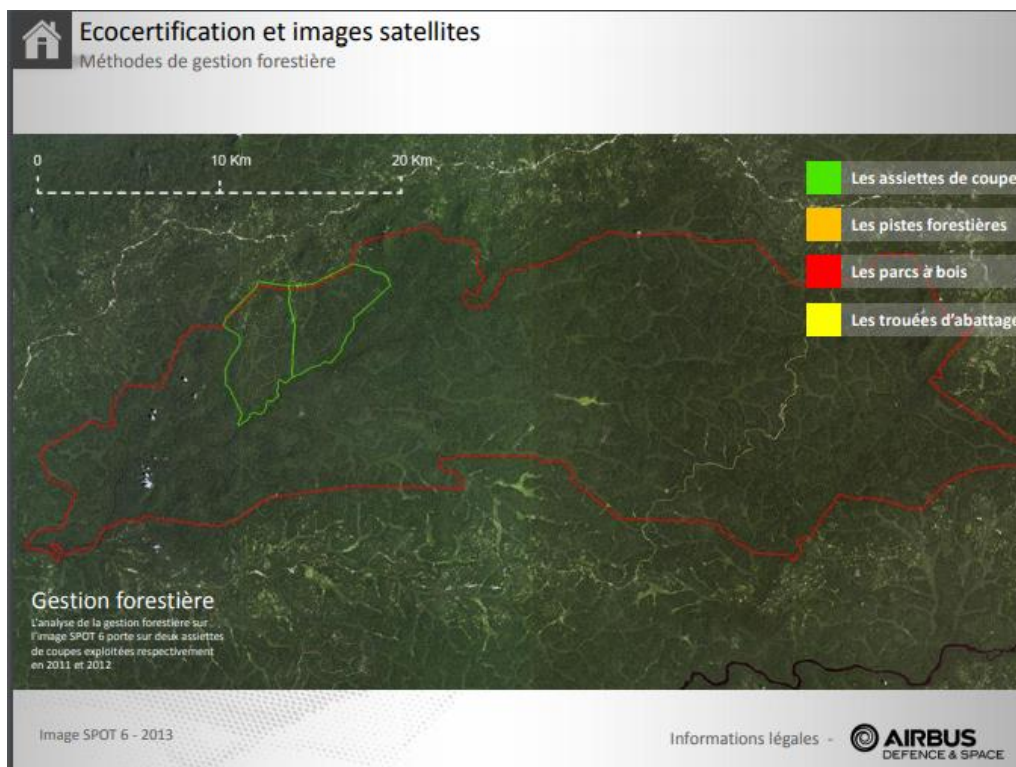 Ecocertification et images satellites
Méthodes de gestion forestière
0 10 Km 20 Km
Les assiettes de coupe
Les pistes forestières
Les parcs à bois
Les trouées d'abattage
Gestion forestière
L'analyse de la gestion forestière sur
l'image SPOT 6 porte sur deux assiettes
de coupes exploitées respectivement
en 2011 et 2012
Image SPOT 6 - 2013
Informations légales -
AIRBUS
DEFENCE & SPACE